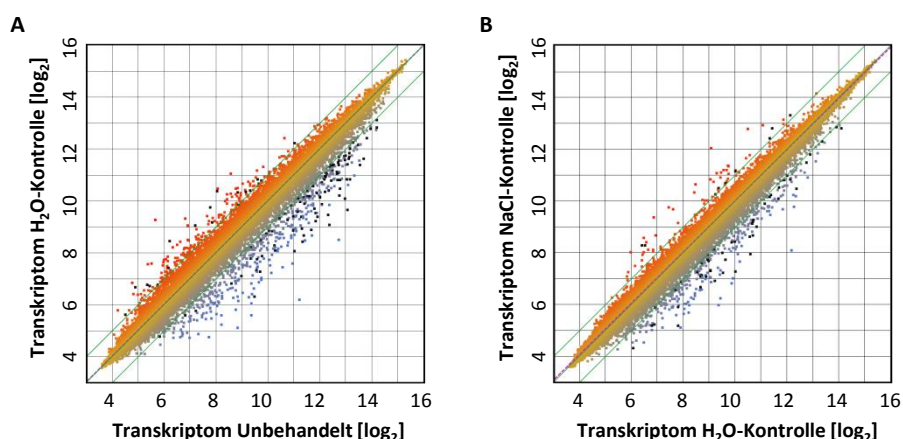 A
16
14
12
10
8
6
4
Transkriptom H₂O-Kontrolle [log₂]
4 6 8 10 12 14 16
Transkriptom Unbehandelt [log₂]
B
16
14
12
10
8
6
4
Transkriptom NaCl-Kontrolle [log₂]
4 6 8 10 12 14 16
Transkriptom H₂O-Kontrolle [log₂]